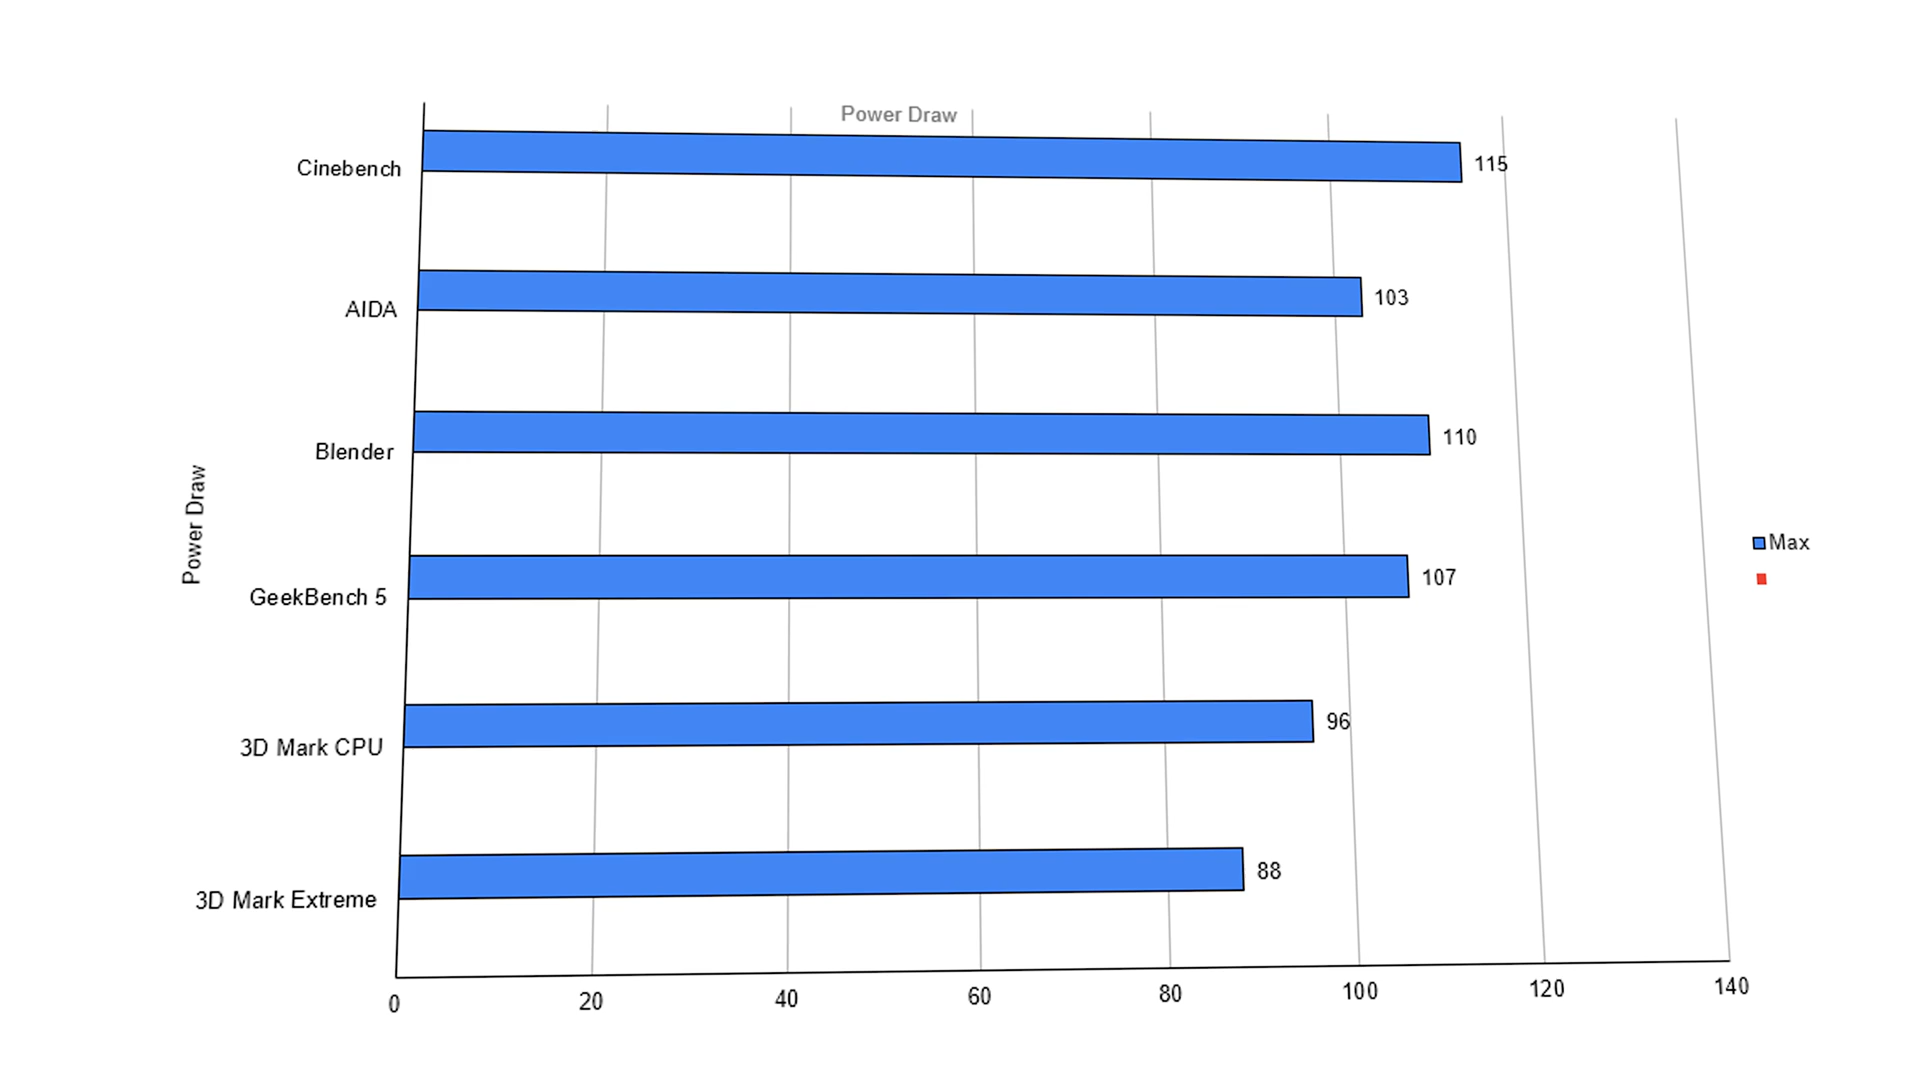 Power Draw
Cinebench 115
AIDA 103
Blender 110
GeekBench 5 107
3D Mark CPU 96
3D Mark Extreme 88
0 20 40 60 80 100 120 140
Power Draw
Max